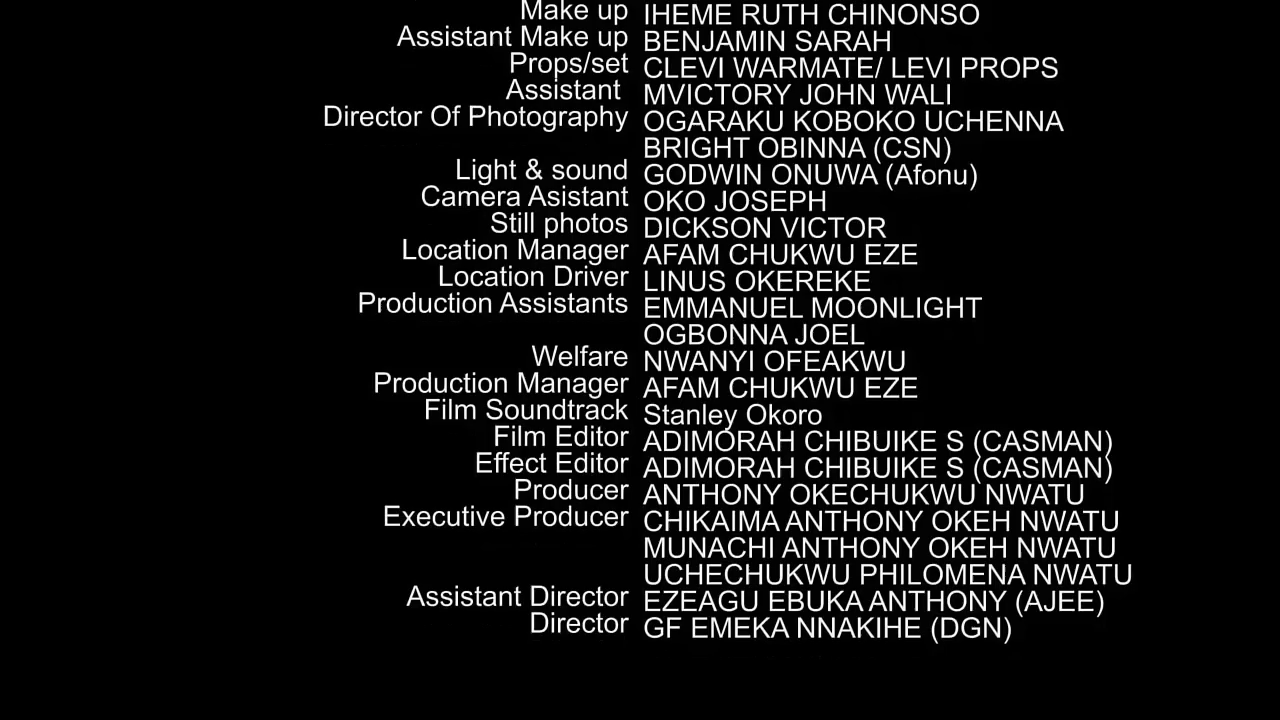 Make up IHEME RUTH CHINONSO
Assistant Make up BENJAMIN SARAH
Props/set CLEVI WARMATE/ LEVI PROPS
Assistant MVICTORY JOHN WALI
Director Of Photography OGARAKU KOBOKO UCHENNA
BRIGHT OBINNA (CSN)
Light & sound GODWIN ONUWA (Afonu)
Camera Asistant OKO JOSEPH
Still photos DICKSON VICTOR
Location Manager AFAM CHUKWU EZE
Location Driver LINUS OKEREKE
Production Assistants EMMANUEL MOONLIGHT
OGBONNA JOEL
Welfare NWANYI OFEAKWU
Production Manager AFAM CHUKWU EZE
Film Soundtrack Stanley Okoro
Film Editor ADIMORAH CHIBUIKE S (CASMAN)
Effect Editor ADIMORAH CHIBUIKE S (CASMAN)
Producer ANTHONY OKECHUKWU NWATU
Executive Producer CHIKAIMA ANTHONY OKEH NWATU
MUNACHI ANTHONY OKEH NWATU
UCHECHUKWU PHILOMENA NWATU
Assistant Director EZEAGU EBUKA ANTHONY (AJEE)
Director GF EMEKA NNAKIHE (DGN)